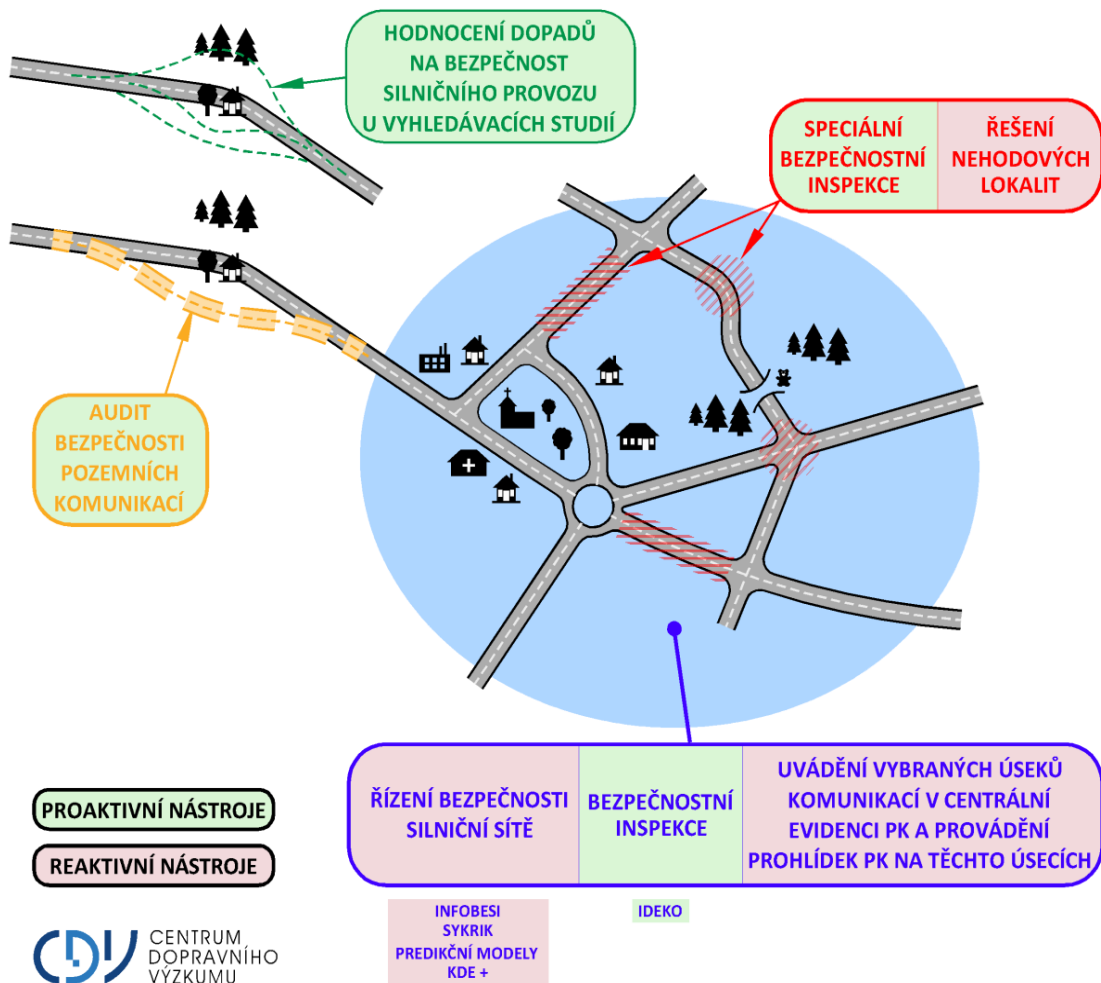 HODNOCENÍ DOPADŮ
NA BEZPEČNOST
SILNIČNÍHO PROVOZU
U VYHLEDÁVACÍCH STUDIÍ
SPECIÁLNÍ
BEZPEČNOSTNÍ
INSPEKCE
ŘEŠENÍ
NEHODOVÝCH
LOKALIT
AUDIT
BEZPEČNOSTI
POZEMNÍCH
KOMUNIKACÍ
ŘÍZENÍ BEZPEČNOSTI
SILNIČNÍ SÍTĚ
BEZPEČNOSTNÍ
INSPEKCE
UVÁDĚNÍ VYBRANÝCH ÚSEKŮ
KOMUNIKACÍ V CENTRÁLNÍ
EVIDENCI PK A PROVÁDĚNÍ
PROHLÍDEK PK NA TĚCHTO ÚSECÍCH
PROAKTIVNÍ NÁSTROJE
REAKTIVNÍ NÁSTROJE
INFOBESI
SYKRIK
PREDIKČNÍ MODELY
KDE +
IDEKO
CDV
CENTRUM
DOPRAVNÍHO
VÝZKUMU